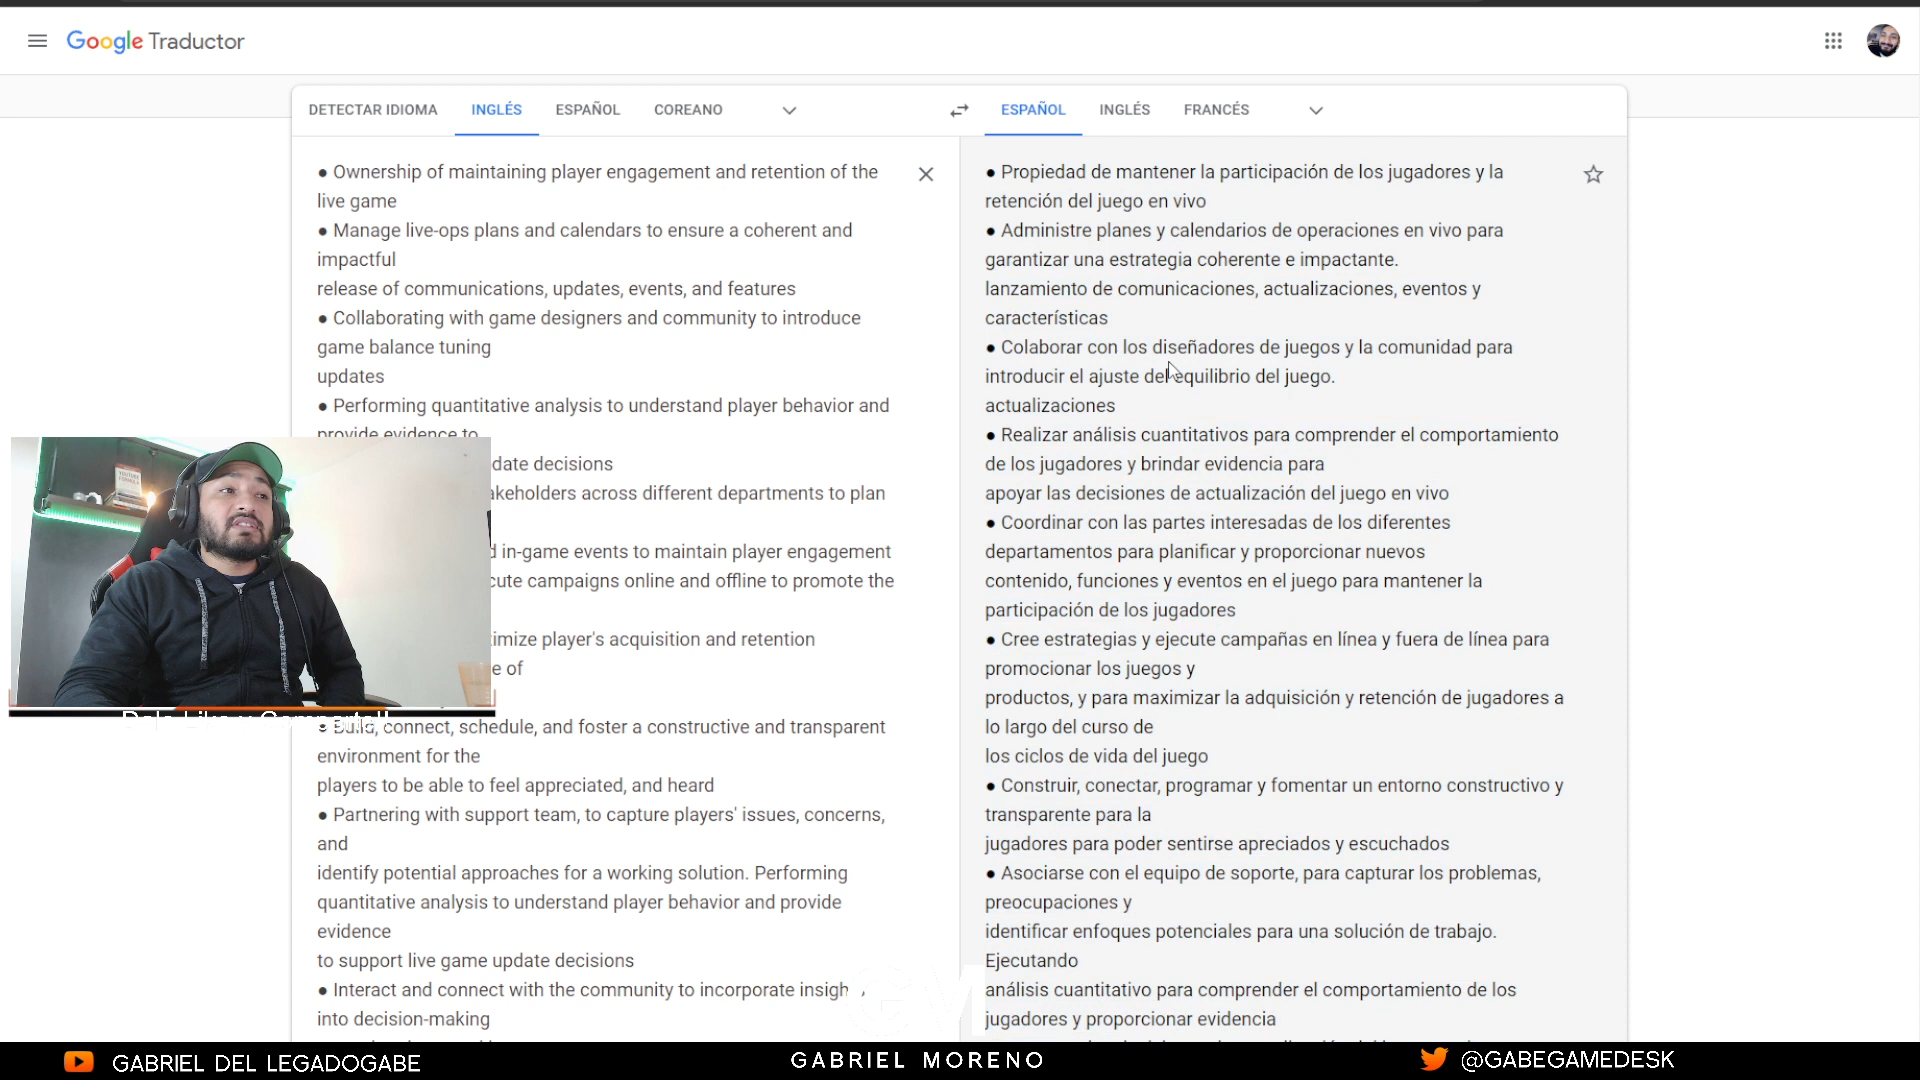 Google Traductor
DETECTAR IDIOMA INGLÉS ESPAÑOL COREANO
ESPAÑOL INGLÉS FRANCÉS
● Ownership of maintaining player engagement and retention of the
live game
● Manage live-ops plans and calendars to ensure a coherent and
impactful
release of communications, updates, events, and features
● Collaborating with game designers and community to introduce
game balance tuning
updates
● Performing quantitative analysis to understand player behavior and
provide evidence to
date decisions
akeholders across different departments to plan
d in-game events to maintain player engagement
cute campaigns online and offline to promote the
imize player's acquisition and retention
e of
● Build, connect, schedule, and foster a constructive and transparent
environment for the
players to be able to feel appreciated, and heard
● Partnering with support team, to capture players' issues, concerns,
and
identify potential approaches for a working solution. Performing
quantitative analysis to understand player behavior and provide
evidence
to support live game update decisions
● Interact and connect with the community to incorporate insigh
into decision-making
● Propiedad de mantener la participación de los jugadores y la
retención del juego en vivo
● Administre planes y calendarios de operaciones en vivo para
garantizar una estrategia coherente e impactante.
lanzamiento de comunicaciones, actualizaciones, eventos y
características
● Colaborar con los diseñadores de juegos y la comunidad para
introducir el ajuste del equilibrio del juego.
actualizaciones
● Realizar análisis cuantitativos para comprender el comportamiento
de los jugadores y brindar evidencia para
apoyar las decisiones de actualización del juego en vivo
● Coordinar con las partes interesadas de los diferentes
departamentos para planificar y proporcionar nuevos
contenido, funciones y eventos en el juego para mantener la
participación de los jugadores
● Cree estrategias y ejecute campañas en línea y fuera de línea para
promocionar los juegos y
productos, y para maximizar la adquisición y retención de jugadores a
lo largo del curso de
los ciclos de vida del juego
● Construir, conectar, programar y fomentar un entorno constructivo y
transparente para la
jugadores para poder sentirse apreciados y escuchados
● Asociarse con el equipo de soporte, para capturar los problemas,
preocupaciones y
identificar enfoques potenciales para una solución de trabajo.
Ejecutando
análisis cuantitativo para comprender el comportamiento de los
jugadores y proporcionar evidencia
GABRIEL DEL LEGADOGABE
GABRIEL MORENO
@GABEGAMEDESK